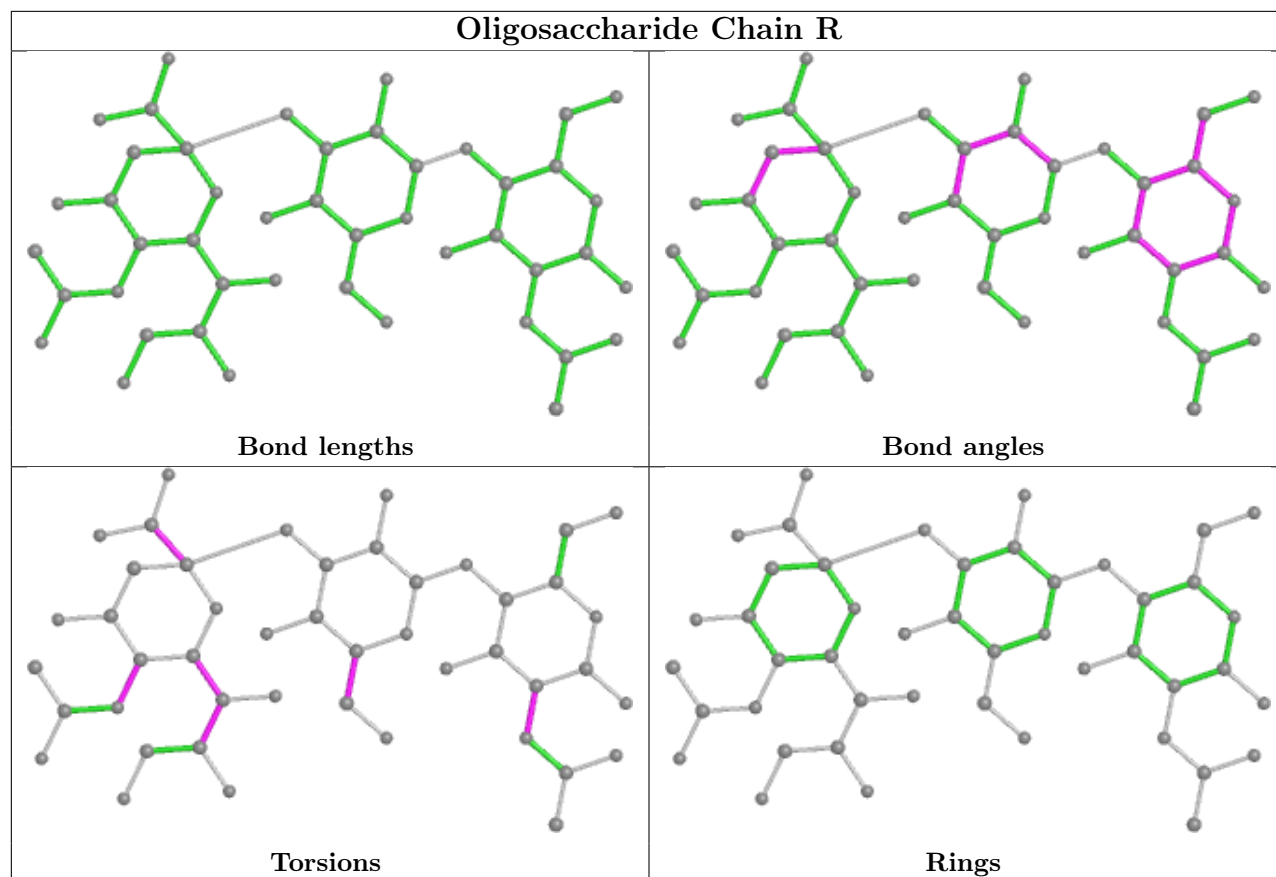 Oligosaccharide Chain R
Bond lengths
Bond angles
Torsions
Rings